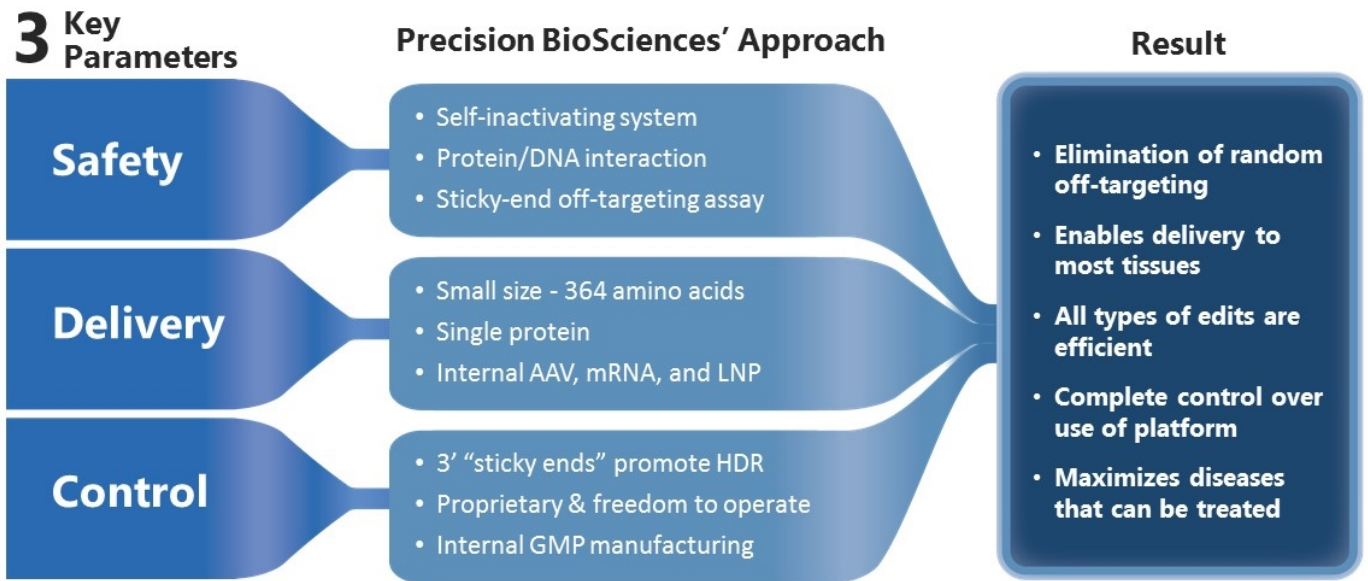 3 Key
Parameters
Precision BioSciences’ Approach
Result
Safety
• Self-inactivating system
• Protein/DNA interaction
• Sticky-end off-targeting assay
Delivery
• Small size - 364 amino acids
• Single protein
• Internal AAV, mRNA, and LNP
Control
• 3’ “sticky ends” promote HDR
• Proprietary & freedom to operate
• Internal GMP manufacturing
• Elimination of random
off-targeting
• Enables delivery to
most tissues
• All types of edits are
efficient
• Complete control over
use of platform
• Maximizes diseases
that can be treated